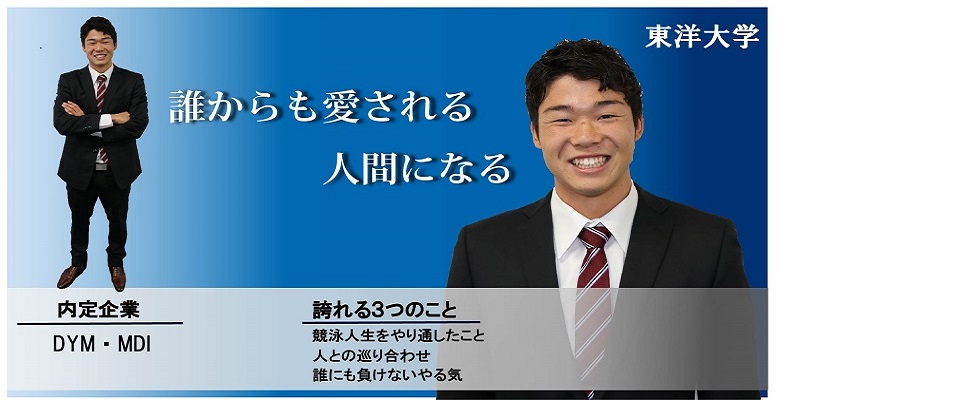 東洋大学
誰からも愛される
人間になる
内定企業
DYM・MDI
誇れる3つのこと
競泳人生をやり通したこと
人との巡り合わせ
誰にも負けないやる気